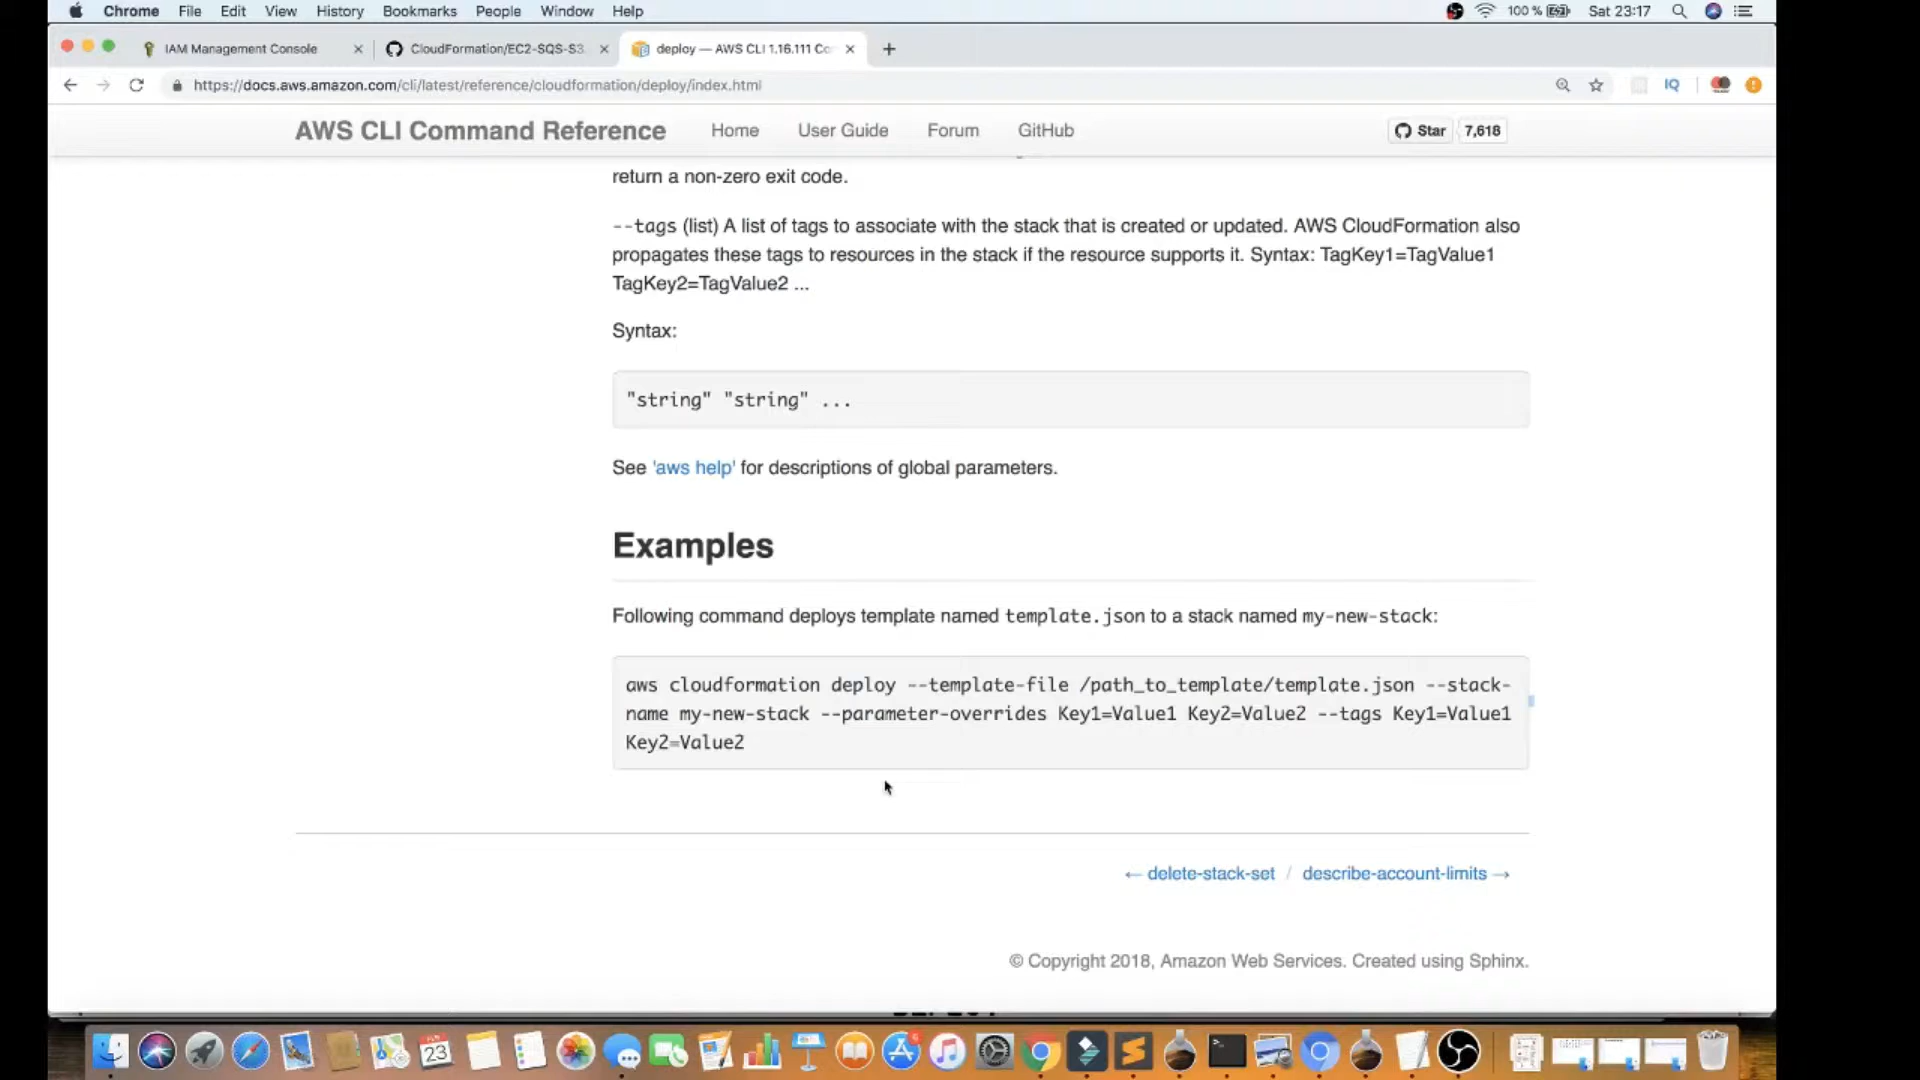 Chrome File Edit View History Bookmarks People Window Help 100 % Sat 23:17
IAM Management Console CloudFormation/EC2-SQS-S3 deploy — AWS CLI 1.16.111 Co
https://docs.aws.amazon.com/cli/latest/reference/cloudformation/deploy/index.html IQ
AWS CLI Command Reference Home User Guide Forum GitHub Star 7,618
return a non-zero exit code.
--tags (list) A list of tags to associate with the stack that is created or updated. AWS CloudFormation also
propagates these tags to resources in the stack if the resource supports it. Syntax: TagKey1=TagValue1
TagKey2=TagValue2 ...
Syntax:
"string" "string" ...
See 'aws help' for descriptions of global parameters.
Examples
Following command deploys template named template.json to a stack named my-new-stack:
aws cloudformation deploy --template-file /path_to_template/template.json --stack-
name my-new-stack --parameter-overrides Key1=Value1 Key2=Value2 --tags Key1=Value1
Key2=Value2
← delete-stack-set / describe-account-limits →
© Copyright 2018, Amazon Web Services. Created using Sphinx.
23